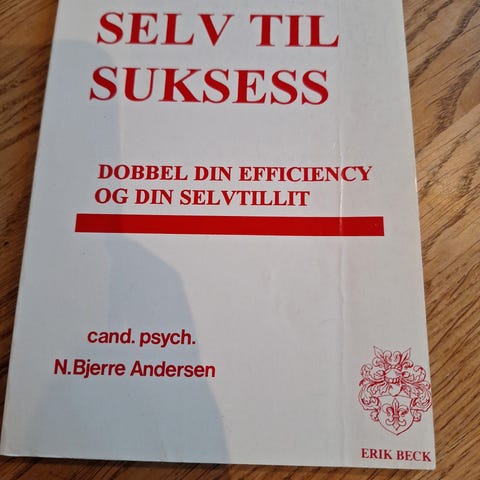 SELV TIL
SUKSESS
DOBBEL DIN EFFICIENCY
OG DIN SELVTILLIT
cand. psych.
N.Bjerre Andersen
ERIK BECK